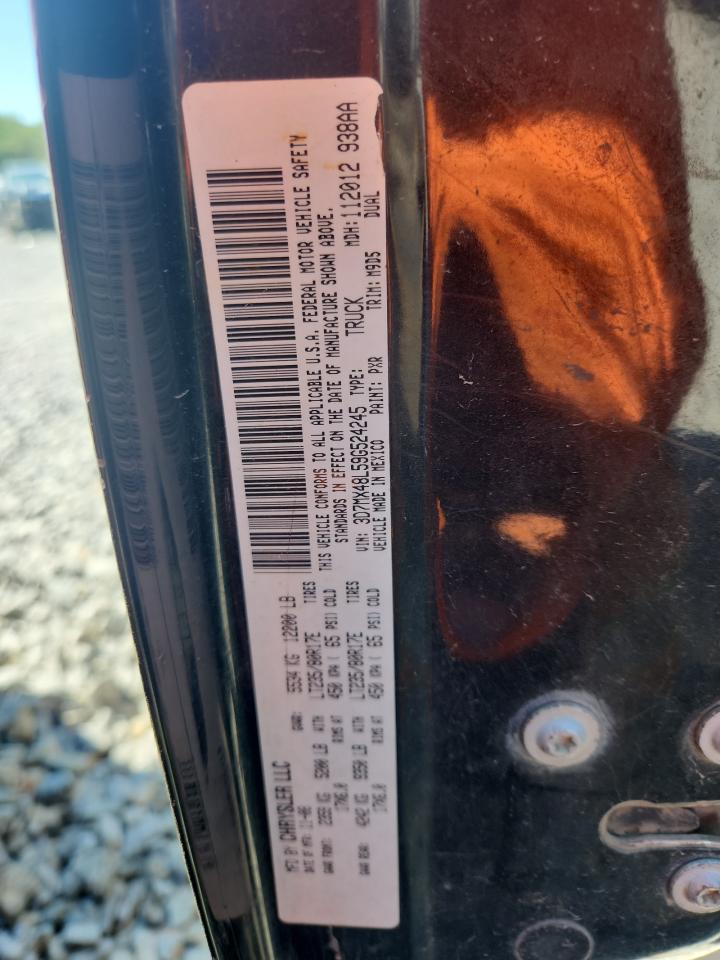 MFD BY CHRYSLER LLC GVWR: 5534 KG 12200 LB
DATE OF MFR: 11-08
GAWR FRONT: 2359 KG 5200 LB WITH LT235/80R17E TIRES
17X6.0 RIMS AT 450 KPA ( 65 PSI) COLD
GAWR REAR: 4242 KG 9350 LB WITH LT235/80R17E TIRES
17X6.0 RIMS AT 450 KPA ( 65 PSI) COLD
THIS VEHICLE CONFORMS TO ALL APPLICABLE U.S.A. FEDERAL MOTOR VEHICLE SAFETY
STANDARDS IN EFFECT ON THE DATE OF MANUFACTURE SHOWN ABOVE.
VIN: 3D7MX48L59G524245 TYPE: TRUCK MDH: 112012 938AA
VEHICLE MADE IN MEXICO PAINT: PXR TRIM: M9D5 DUAL